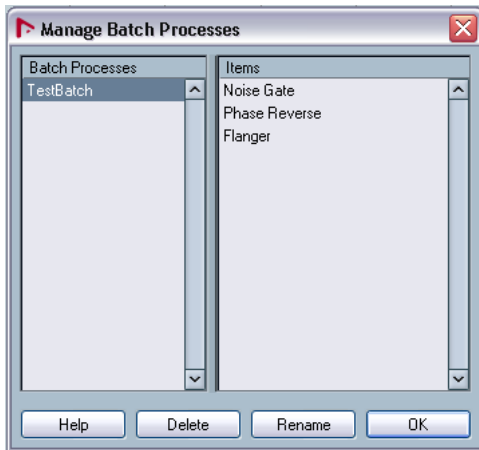 Manage Batch Processes
Batch Processes
TestBatch
Items
Noise Gate
Phase Reverse
Flanger
Help
Delete
Rename
OK